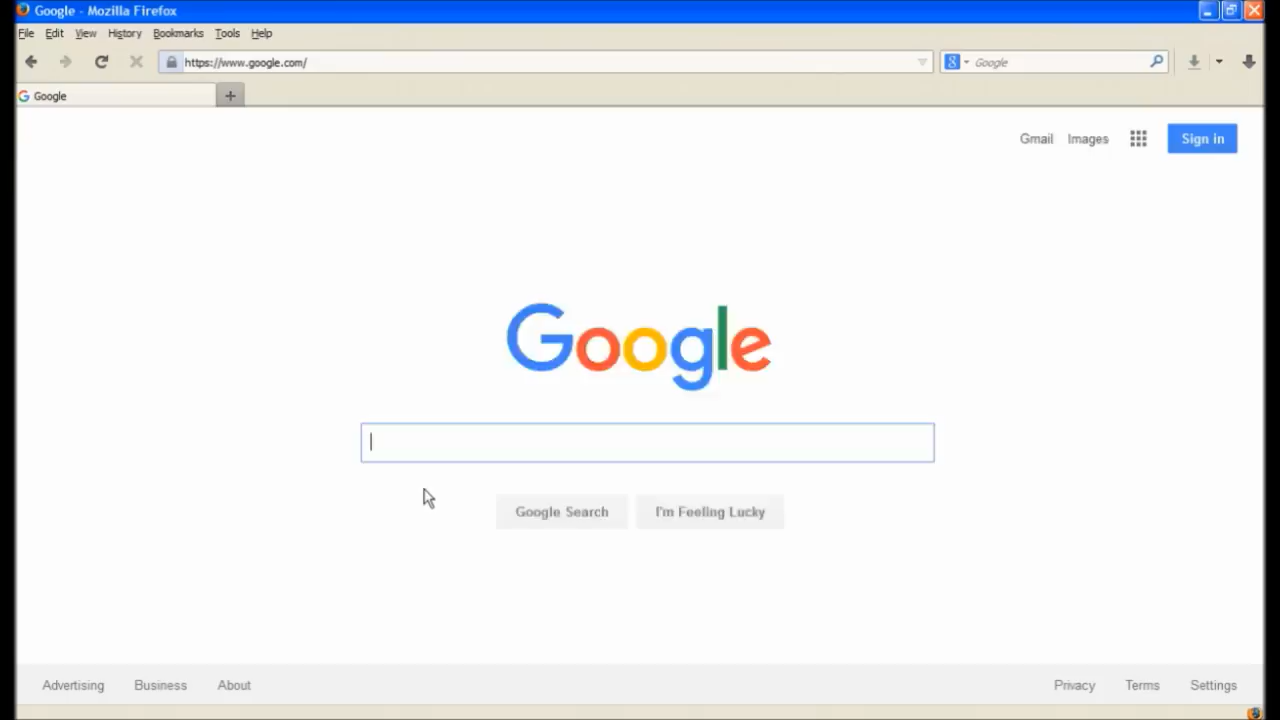 Google - Mozilla Firefox
File Edit View History Bookmarks Tools Help
https://www.google.com/ Google
Google
Gmail Images Sign in
Google
Google Search I'm Feeling Lucky
Advertising Business About Privacy Terms Settings